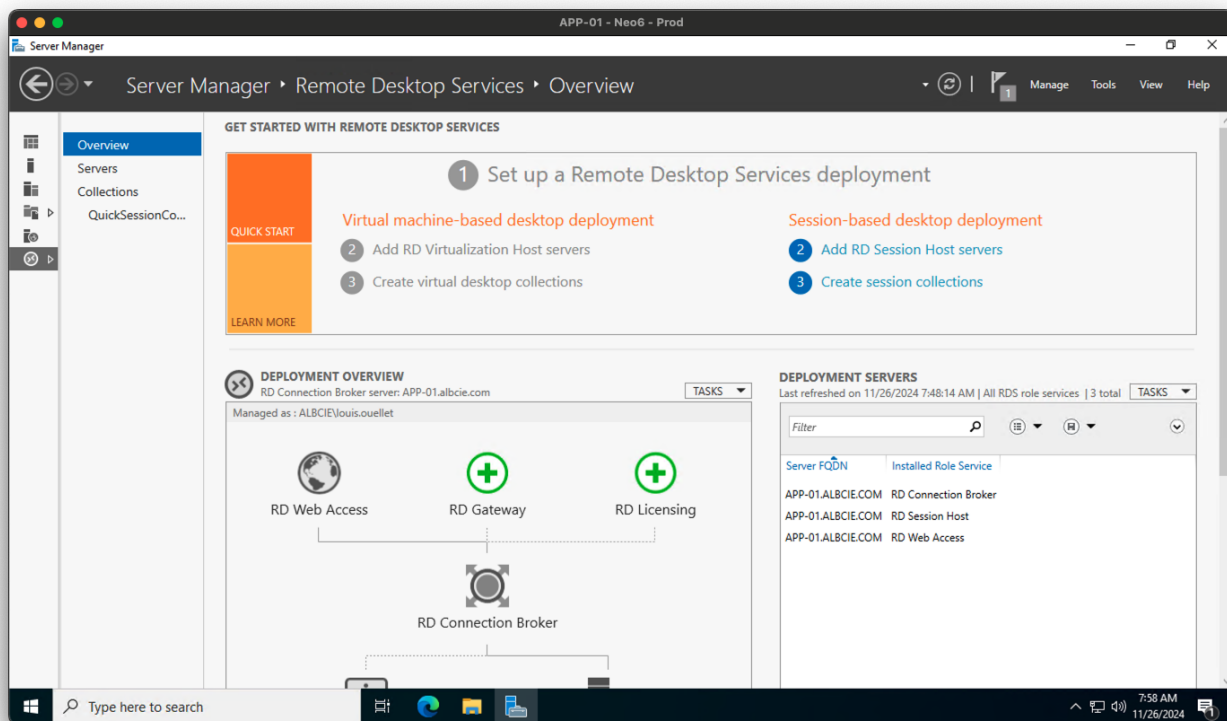 APP-01 - Neo6 - Prod
Server Manager
Server Manager ‣ Remote Desktop Services ‣ Overview
1
Manage
Tools
View
Help
Overview
Servers
Collections
QuickSessionCo...
GET STARTED WITH REMOTE DESKTOP SERVICES
QUICK START
LEARN MORE
1 Set up a Remote Desktop Services deployment
Virtual machine-based desktop deployment
2 Add RD Virtualization Host servers
3 Create virtual desktop collections
Session-based desktop deployment
2 Add RD Session Host servers
3 Create session collections
DEPLOYMENT OVERVIEW
RD Connection Broker server: APP-01.albcie.com
TASKS
Managed as : ALBCIE\louis.ouellet
RD Web Access
RD Gateway
RD Licensing
RD Connection Broker
DEPLOYMENT SERVERS
Last refreshed on 11/26/2024 7:48:14 AM | All RDS role services | 3 total
TASKS
Filter
Server FQDN Installed Role Service
APP-01.ALBCIE.COM RD Connection Broker
APP-01.ALBCIE.COM RD Session Host
APP-01.ALBCIE.COM RD Web Access
Type here to search
7:58 AM
11/26/2024
1